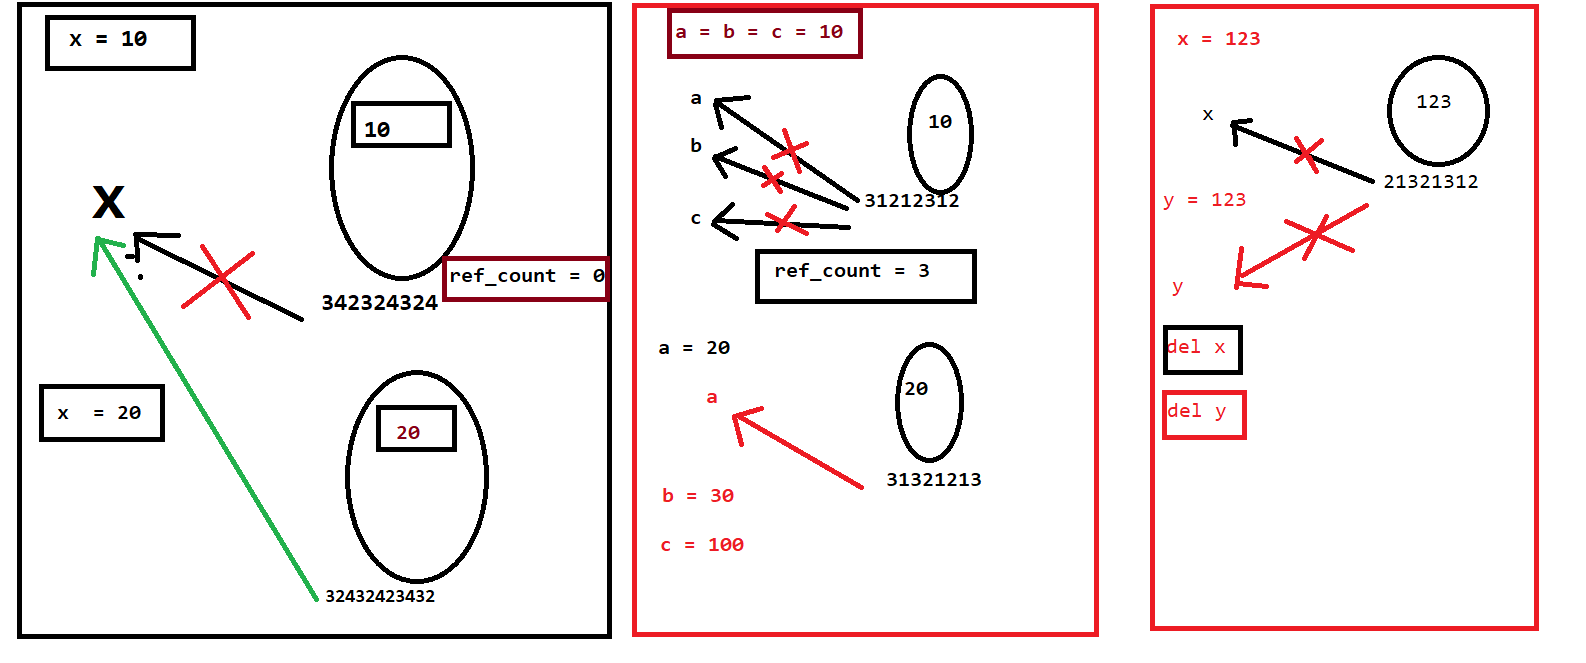 x = 10
10
X
ref_count = 0
342324324
x = 20
20
32432423432
a = b = c = 10
a
10
b
31212312
c
ref_count = 3
a = 20
20
a
31321213
b = 30
c = 100
x = 123
123
x
21321312
y = 123
y
del x
del y